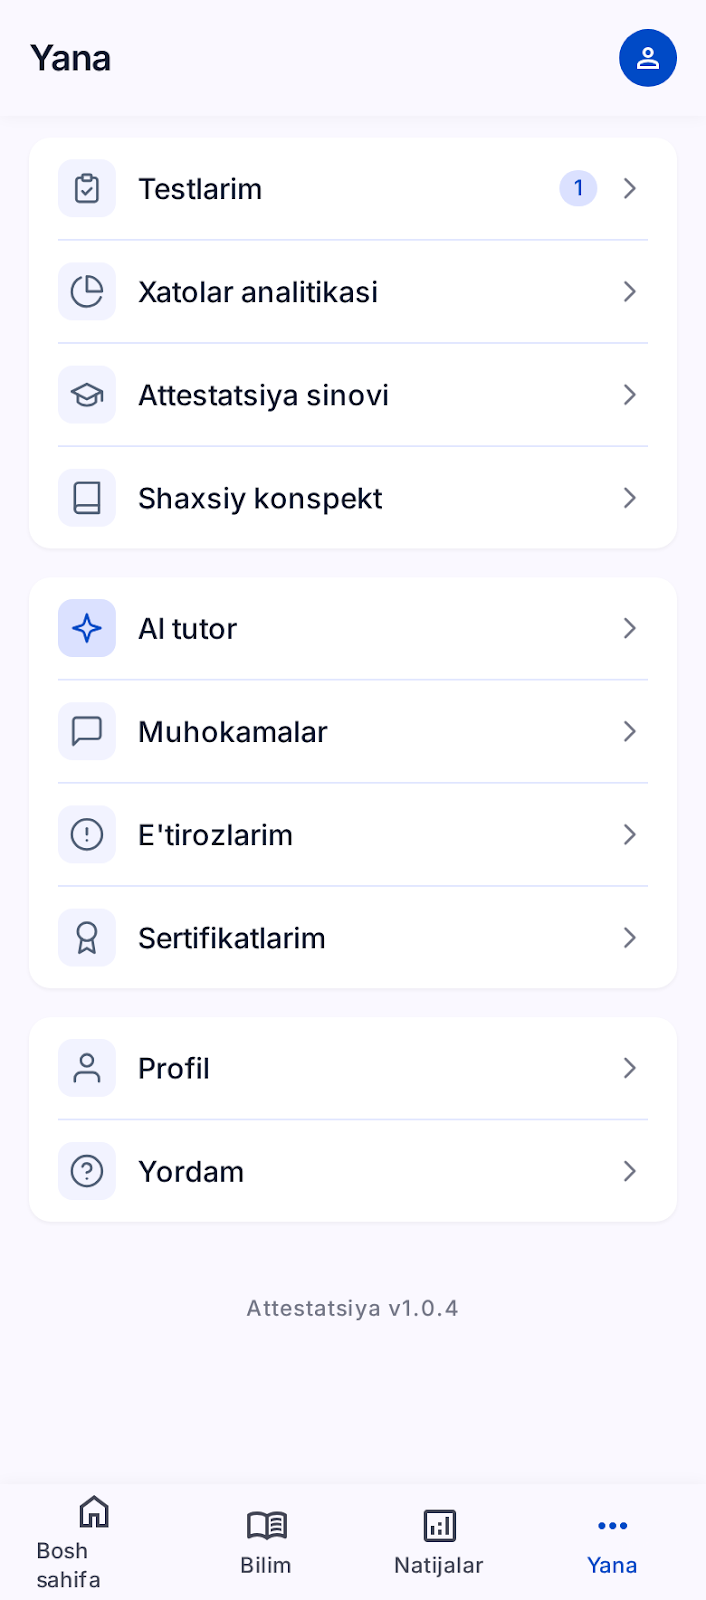 Yana
Testlarim 1
Xatolar analitikasi
Attestatsiya sinovi
Shaxsiy konspekt
AI tutor
Muhokamalar
E'tirozlarim
Sertifikatlarim
Profil
Yordam
Attestatsiya v1.0.4
Bosh
sahifa
Bilim
Natijalar
Yana